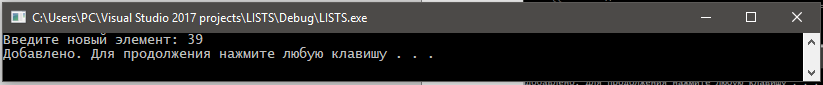 C:\Users\PC\Visual Studio 2017 projects\LISTS\Debug\LISTS.exe
Введите новый элемент: 39
Добавлено. Для продолжения нажмите любую клавишу . . .